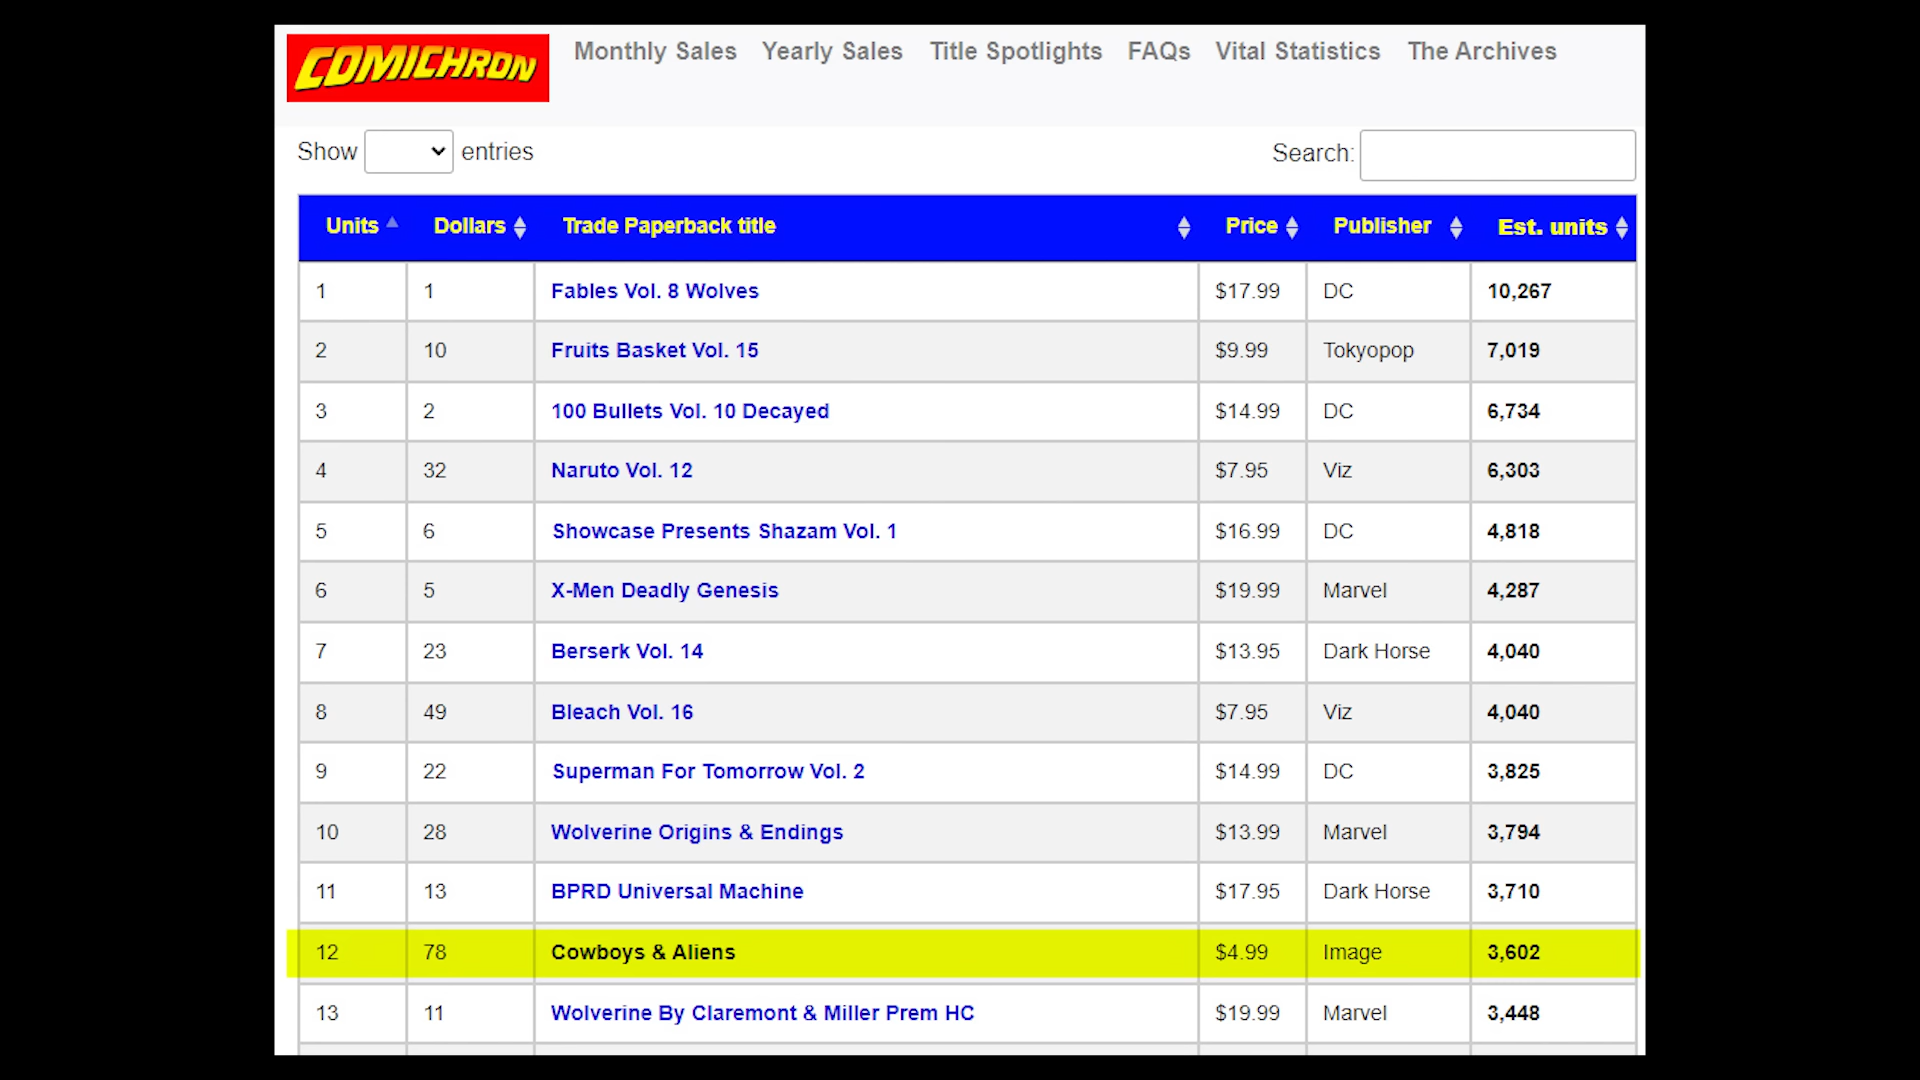 COMICHRON Monthly Sales Yearly Sales Title Spotlights FAQs Vital Statistics The Archives
Show entries Search:
Units Dollars Trade Paperback title Price Publisher Est. units
1 1 Fables Vol. 8 Wolves $17.99 DC 10,267
2 10 Fruits Basket Vol. 15 $9.99 Tokyopop 7,019
3 2 100 Bullets Vol. 10 Decayed $14.99 DC 6,734
4 32 Naruto Vol. 12 $7.95 Viz 6,303
5 6 Showcase Presents Shazam Vol. 1 $16.99 DC 4,818
6 5 X-Men Deadly Genesis $19.99 Marvel 4,287
7 23 Berserk Vol. 14 $13.95 Dark Horse 4,040
8 49 Bleach Vol. 16 $7.95 Viz 4,040
9 22 Superman For Tomorrow Vol. 2 $14.99 DC 3,825
10 28 Wolverine Origins & Endings $13.99 Marvel 3,794
11 13 BPRD Universal Machine $17.95 Dark Horse 3,710
12 78 Cowboys & Aliens $4.99 Image 3,602
13 11 Wolverine By Claremont & Miller Prem HC $19.99 Marvel 3,448